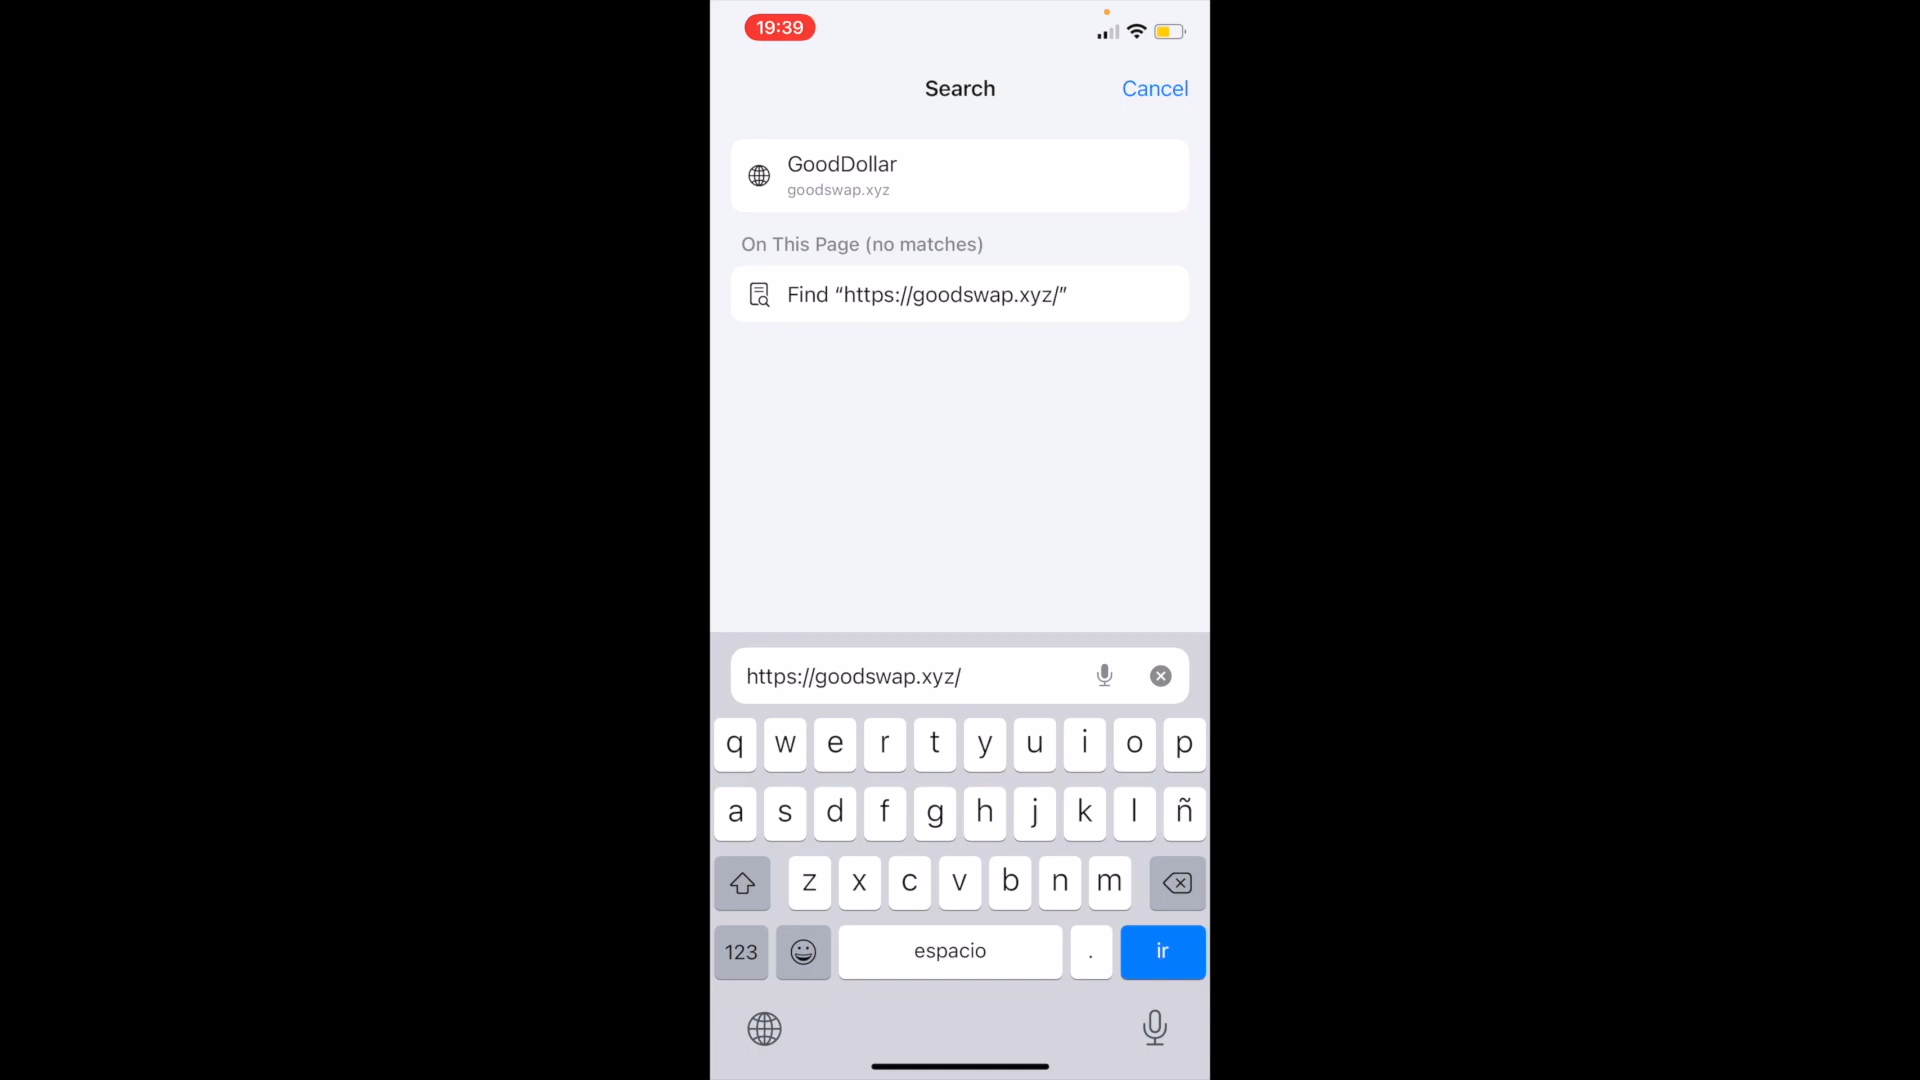 19:39
Search
Cancel
GoodDollar
goodswap.xyz
On This Page (no matches)
Find “https://goodswap.xyz/”
https://goodswap.xyz/
q w e r t y u i o p
a s d f g h j k l ñ
z x c v b n m
123 espacio . ir